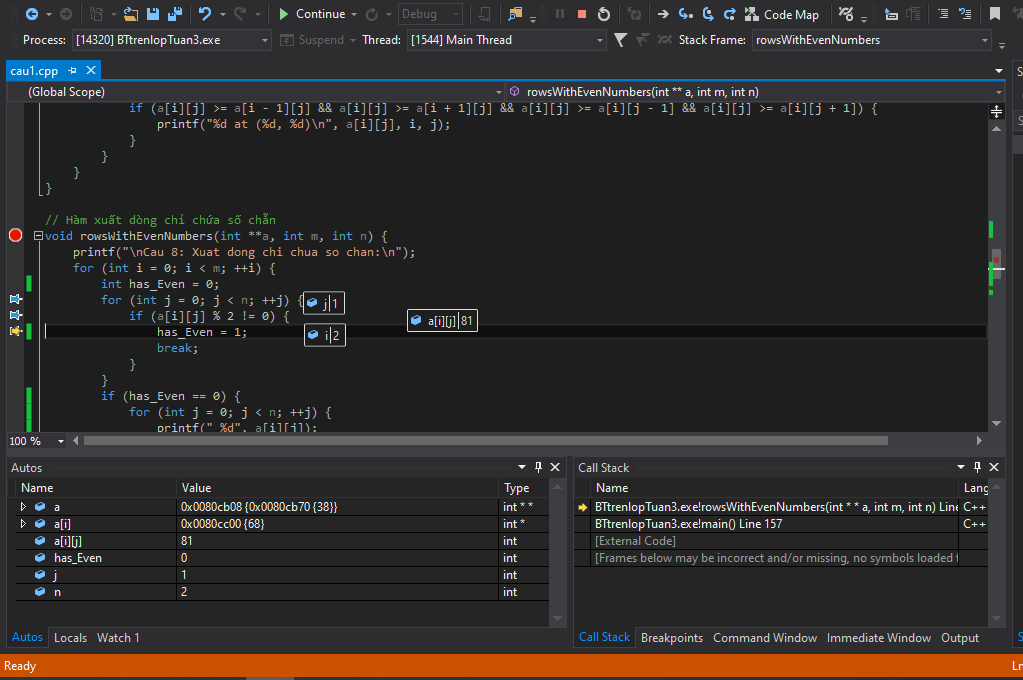 Continue
Debug
Code Map
Process: [14320] BTtrenlopTuan3.exe
Suspend
Thread: [1544] Main Thread
Stack Frame: rowsWithEvenNumbers
cau1.cpp
(Global Scope)
rowsWithEvenNumbers(int ** a, int m, int n)
if (a[i][j] >= a[i - 1][j] && a[i][j] >= a[i + 1][j] && a[i][j] >= a[i][j - 1] && a[i][j] >= a[i][j + 1]) {
printf("%d at (%d, %d)\n", a[i][j], i, j);
}
}
}
}
// Hàm xuất dòng chỉ chứa số chẵn
void rowsWithEvenNumbers(int **a, int m, int n) {
printf("\nCau 8: Xuat dong chi chua so chan:\n");
for (int i = 0; i < m; ++i) {
int has_Even = 0;
for (int j = 0; j < n; ++j) {
j 1
if (a[i][j] % 2 != 0) {
a[i][j] 81
has_Even = 1;
i 2
break;
}
}
if (has_Even == 0) {
for (int j = 0; j < n; ++j) {
printf(" %d", a[i][j]);
100 %
Autos
Name Value Type
a 0x0080cb08 {0x0080cb70 {38}} int * *
a[i] 0x0080cc00 {68} int *
a[i][j] 81 int
has_Even 0 int
j 1 int
n 2 int
Autos Locals Watch 1
Call Stack
Name Lang
BTtrenlopTuan3.exe!rowsWithEvenNumbers(int * * a, int m, int n) Line C++
BTtrenlopTuan3.exe!main() Line 157 C++
[External Code]
[Frames below may be incorrect and/or missing, no symbols loaded f
Call Stack Breakpoints Command Window Immediate Window Output
Ready
Ln